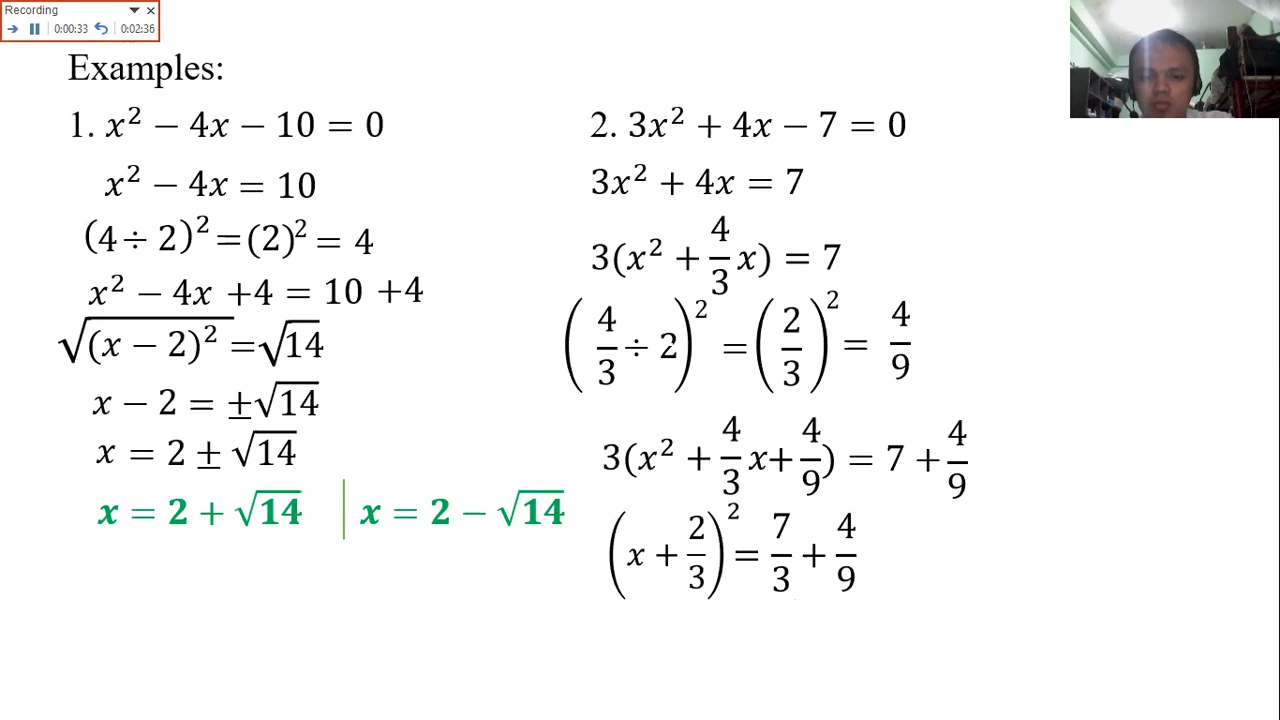 Recording
0:00:33 0:02:36
Examples:
1. x² − 4x − 10 = 0
x² − 4x = 10
(4 ÷ 2)² = (2)² = 4
x² − 4x +4 = 10 +4
√(x − 2)² = √14
x − 2 = ±√14
x = 2 ± √14
x = 2 + √14 | x = 2 − √14
2. 3x² + 4x − 7 = 0
3x² + 4x = 7
3(x² + 4/3 x) = 7
(4/3 ÷ 2)² = (2/3)² = 4/9
3(x² + 4/3 x + 4/9) = 7 + 4/9
(x + 2/3)² = 7/3 + 4/9